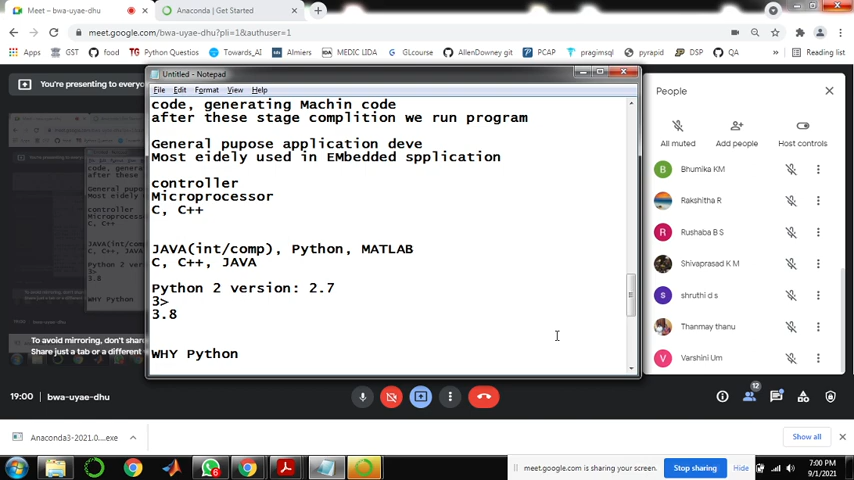 Meet – bwa-uyae-dhu
Anaconda | Get Started
meet.google.com/bwa-uyae-dhu?pli=1&authuser=1
Apps GST food Python Questions Towards_AI Almiers MEDIC LIDA GLcourse AllenDowney git PCAP pragimsql pyrapid DSP QA Reading list
You're presenting to everyo
Untitled - Notepad
File Edit Format View Help
code, generating Machin code
after these stage complition we run program
General pupose application deve
Most eidely used in EMbedded spplication
controller
Microprocessor
C, C++
JAVA(int/comp), Python, MATLAB
C, C++, JAVA
Python 2 version: 2.7
3>
3.8
WHY Python
To avoid mirroring, don't share
Share just a tab or a different
People
All muted Add people Host controls
Bhumika KM
Rakshitha R
Rushaba B S
Shivaprasad K M
shruthi d s
Thanmay thanu
Varshini Um
19:00 bwa-uyae-dhu
12
Anaconda3-2021.0....exe
Show all
meet.google.com is sharing your screen. Stop sharing Hide
7:00 PM
9/1/2021